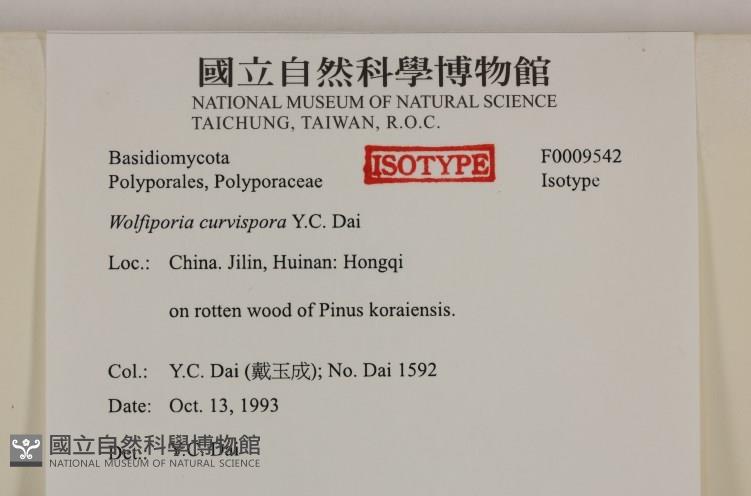 國立自然科學博物館
NATIONAL MUSEUM OF NATURAL SCIENCE
TAICHUNG, TAIWAN, R.O.C.
Basidiomycota ISOTYPE F0009542
Polyporales, Polyporaceae Isotype
Wolfiporia curvispora Y.C. Dai
Loc.: China. Jilin, Huinan: Hongqi
on rotten wood of Pinus koraiensis.
Col.: Y.C. Dai (戴玉成); No. Dai 1592
Date: Oct. 13, 1993
Det.: Y.C. Dai
國立自然科學博物館
NATIONAL MUSEUM OF NATURAL SCIENCE